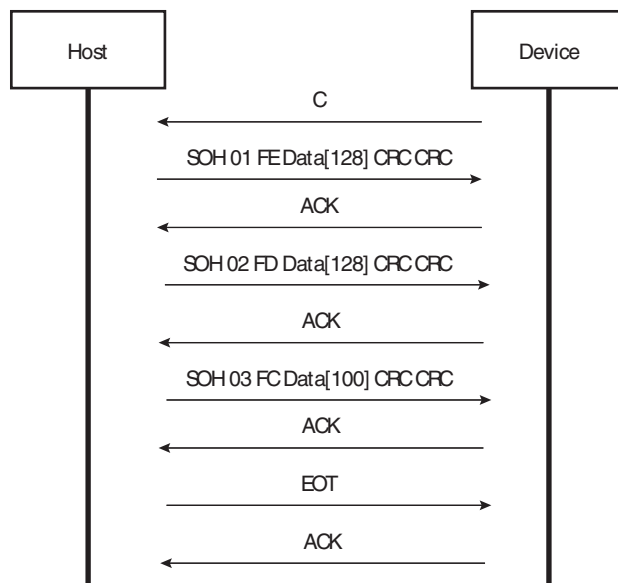 Host
Device
C
SOH 01 FE Data[128] CRC CRC
ACK
SOH 02 FD Data[128] CRC CRC
ACK
SOH 03 FC Data[100] CRC CRC
ACK
EOT
ACK